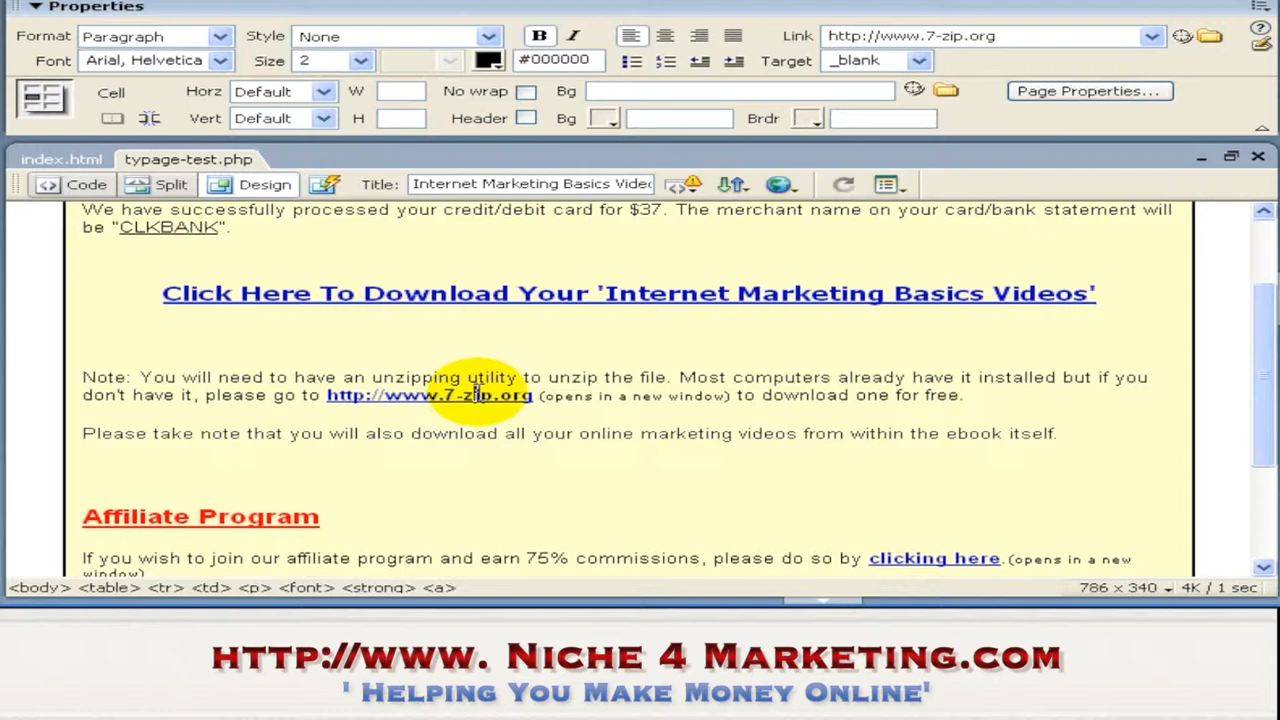 Properties
Format Paragraph Style None B I Link http://www.7-zip.org
Font Arial, Helvetica Size 2 #000000 Target _blank
Cell Horz Default W No wrap Bg Page Properties...
Vert Default H Header Bg Brdr
index.html typage-test.php
Code Split Design Title: Internet Marketing Basics Videc
We have successfully processed your credit/debit card for $37. The merchant name on your card/bank statement will
be "CLKBANK".
Click Here To Download Your 'Internet Marketing Basics Videos'
Note: You will need to have an unzipping utility to unzip the file. Most computers already have it installed but if you
don't have it, please go to http://www.7-zip.org (opens in a new window) to download one for free.
Please take note that you will also download all your online marketing videos from within the ebook itself.
Affiliate Program
If you wish to join our affiliate program and earn 75% commissions, please do so by clicking here.(opens in a new
window)
<body> <table> <tr> <td> <p> <font> <strong> <a> 786 x 340 4K / 1 sec
http://www. Niche 4 Marketing.com
' Helping You Make Money Online'